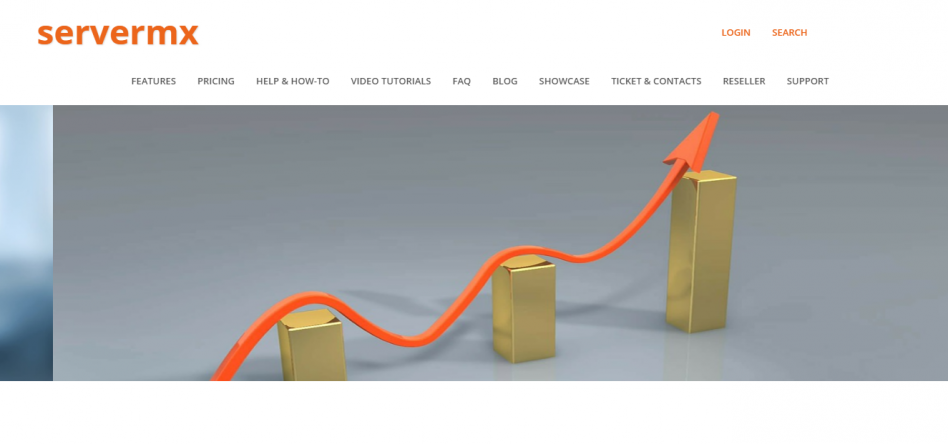 servermx
LOGIN SEARCH
FEATURES PRICING HELP & HOW-TO VIDEO TUTORIALS FAQ BLOG SHOWCASE TICKET & CONTACTS RESELLER SUPPORT